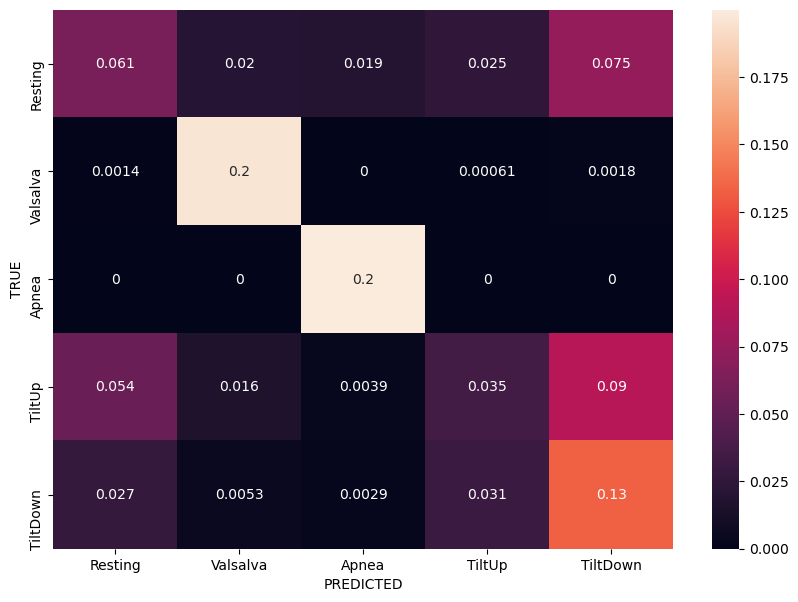 Resting 0.061 0.02 0.019 0.025 0.075
Valsalva 0.0014 0.2 0 0.00061 0.0018
TRUE
Apnea 0 0 0.2 0 0
TiltUp 0.054 0.016 0.0039 0.035 0.09
TiltDown 0.027 0.0053 0.0029 0.031 0.13
Resting Valsalva Apnea TiltUp TiltDown
PREDICTED
0.175
0.150
0.125
0.100
0.075
0.050
0.025
0.000